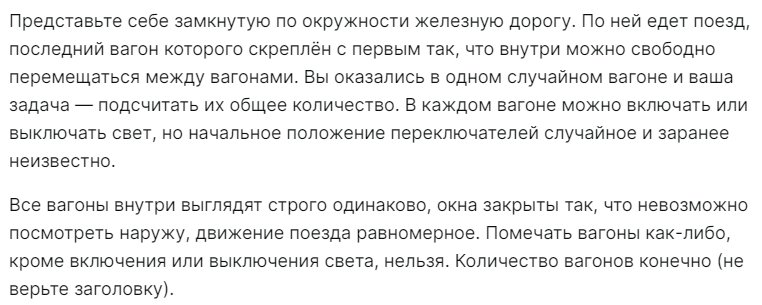 Представьте себе замкнутую по окружности железную дорогу. По ней едет поезд,
последний вагон которого скреплён с первым так, что внутри можно свободно
перемещаться между вагонами. Вы оказались в одном случайном вагоне и ваша
задача — подсчитать их общее количество. В каждом вагоне можно включать или
выключать свет, но начальное положение переключателей случайное и заранее
неизвестно.
Все вагоны внутри выглядят строго одинаково, окна закрыты так, что невозможно
посмотреть наружу, движение поезда равномерное. Помечать вагоны как-либо,
кроме включения или выключения света, нельзя. Количество вагонов конечно (не
верьте заголовку).